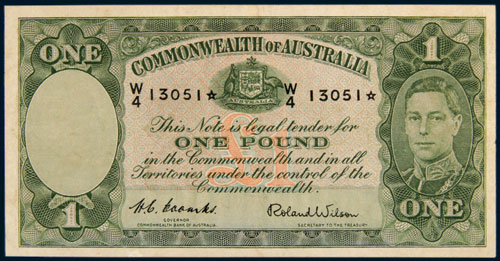 ONE
1
COMMONWEALTH OF AUSTRALIA
W/4 13051☆ W/4 13051☆
AUSTRALIA
This Note is legal tender for
ONE POUND
in the Commonwealth and in all
Territories under the control of the
Commonwealth.
£1
H.C. Coombs. Roland Wilson
GOVERNOR SECRETARY TO THE TREASURY
COMMONWEALTH BANK OF AUSTRALIA
1
ONE